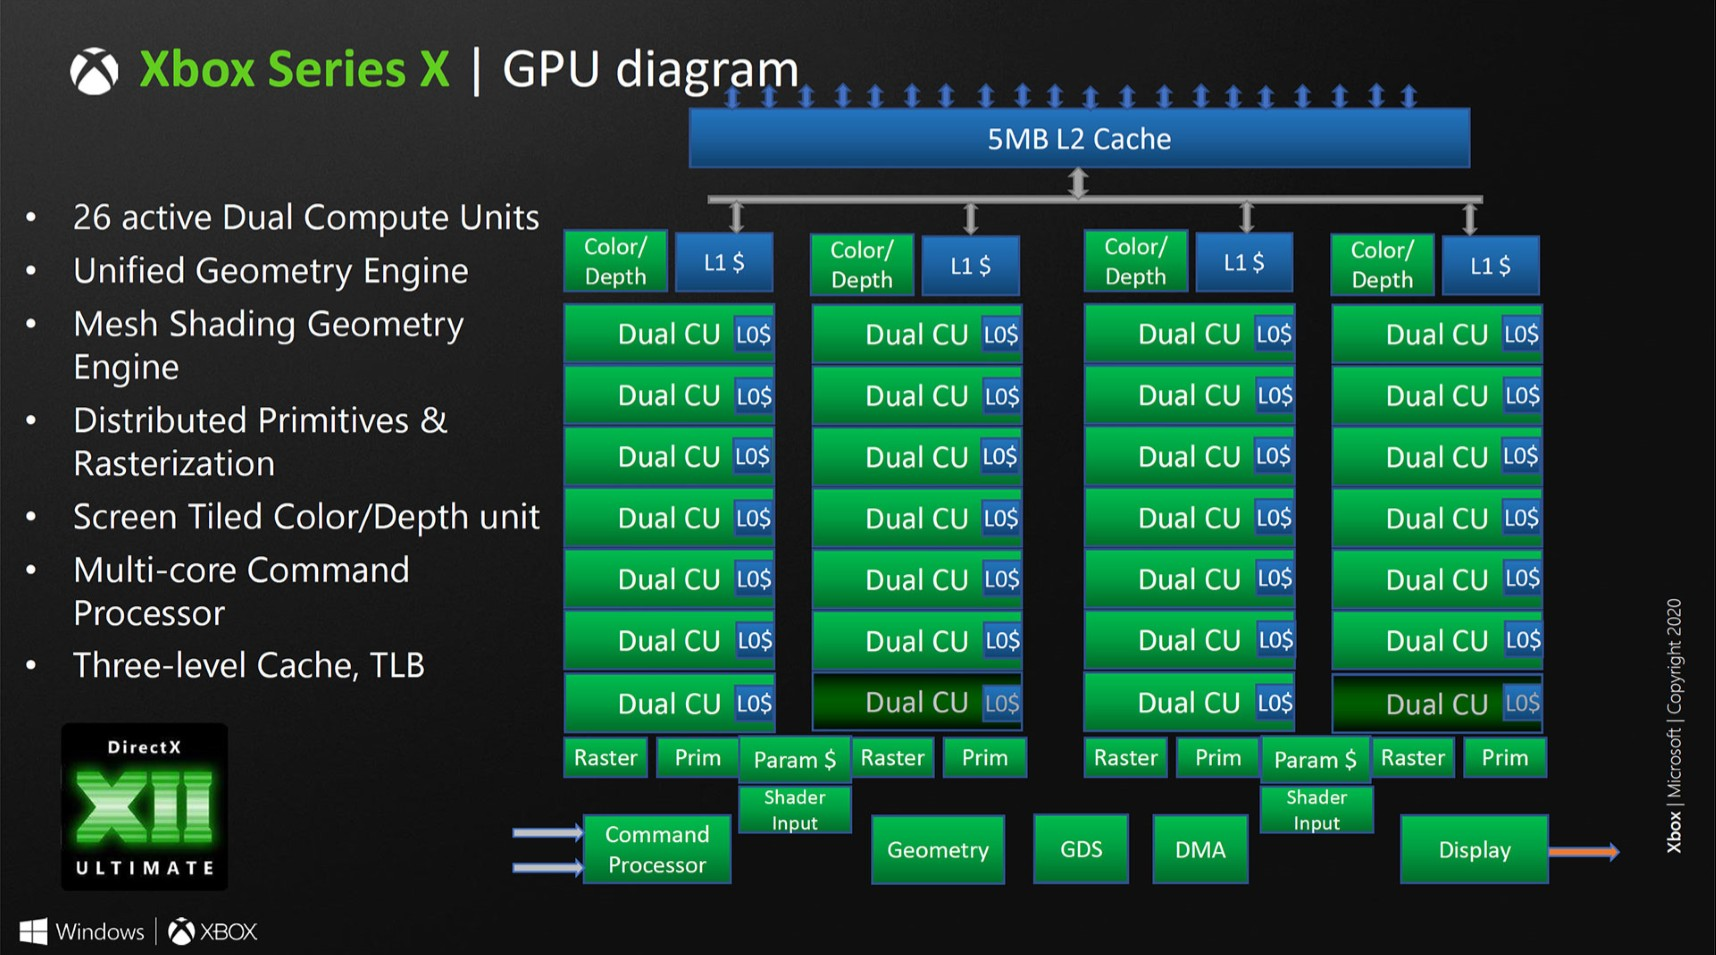 Xbox Series X | GPU diagram
5MB L2 Cache
• 26 active Dual Compute Units
• Unified Geometry Engine
• Mesh Shading Geometry
Engine
• Distributed Primitives &
Rasterization
• Screen Tiled Color/Depth unit
• Multi-core Command
Processor
• Three-level Cache, TLB
Color/
Depth
L1 $
Color/
Depth
L1 $
Color/
Depth
L1 $
Color/
Depth
L1 $
Dual CU L0$ Dual CU L0$ Dual CU L0$ Dual CU L0$
Dual CU L0$ Dual CU L0$ Dual CU L0$ Dual CU L0$
Dual CU L0$ Dual CU L0$ Dual CU L0$ Dual CU L0$
Dual CU L0$ Dual CU L0$ Dual CU L0$ Dual CU L0$
Dual CU L0$ Dual CU L0$ Dual CU L0$ Dual CU L0$
Dual CU L0$ Dual CU L0$ Dual CU L0$ Dual CU L0$
Dual CU L0$ Dual CU L0$ Dual CU L0$ Dual CU L0$
Raster Prim Param $ Raster Prim Raster Prim Param $ Raster Prim
Shader
Input
Shader
Input
Command
Processor
Geometry
GDS
DMA
Display
DirectX
XII
ULTIMATE
Windows | XBOX
Xbox | Microsoft | Copyright 2020